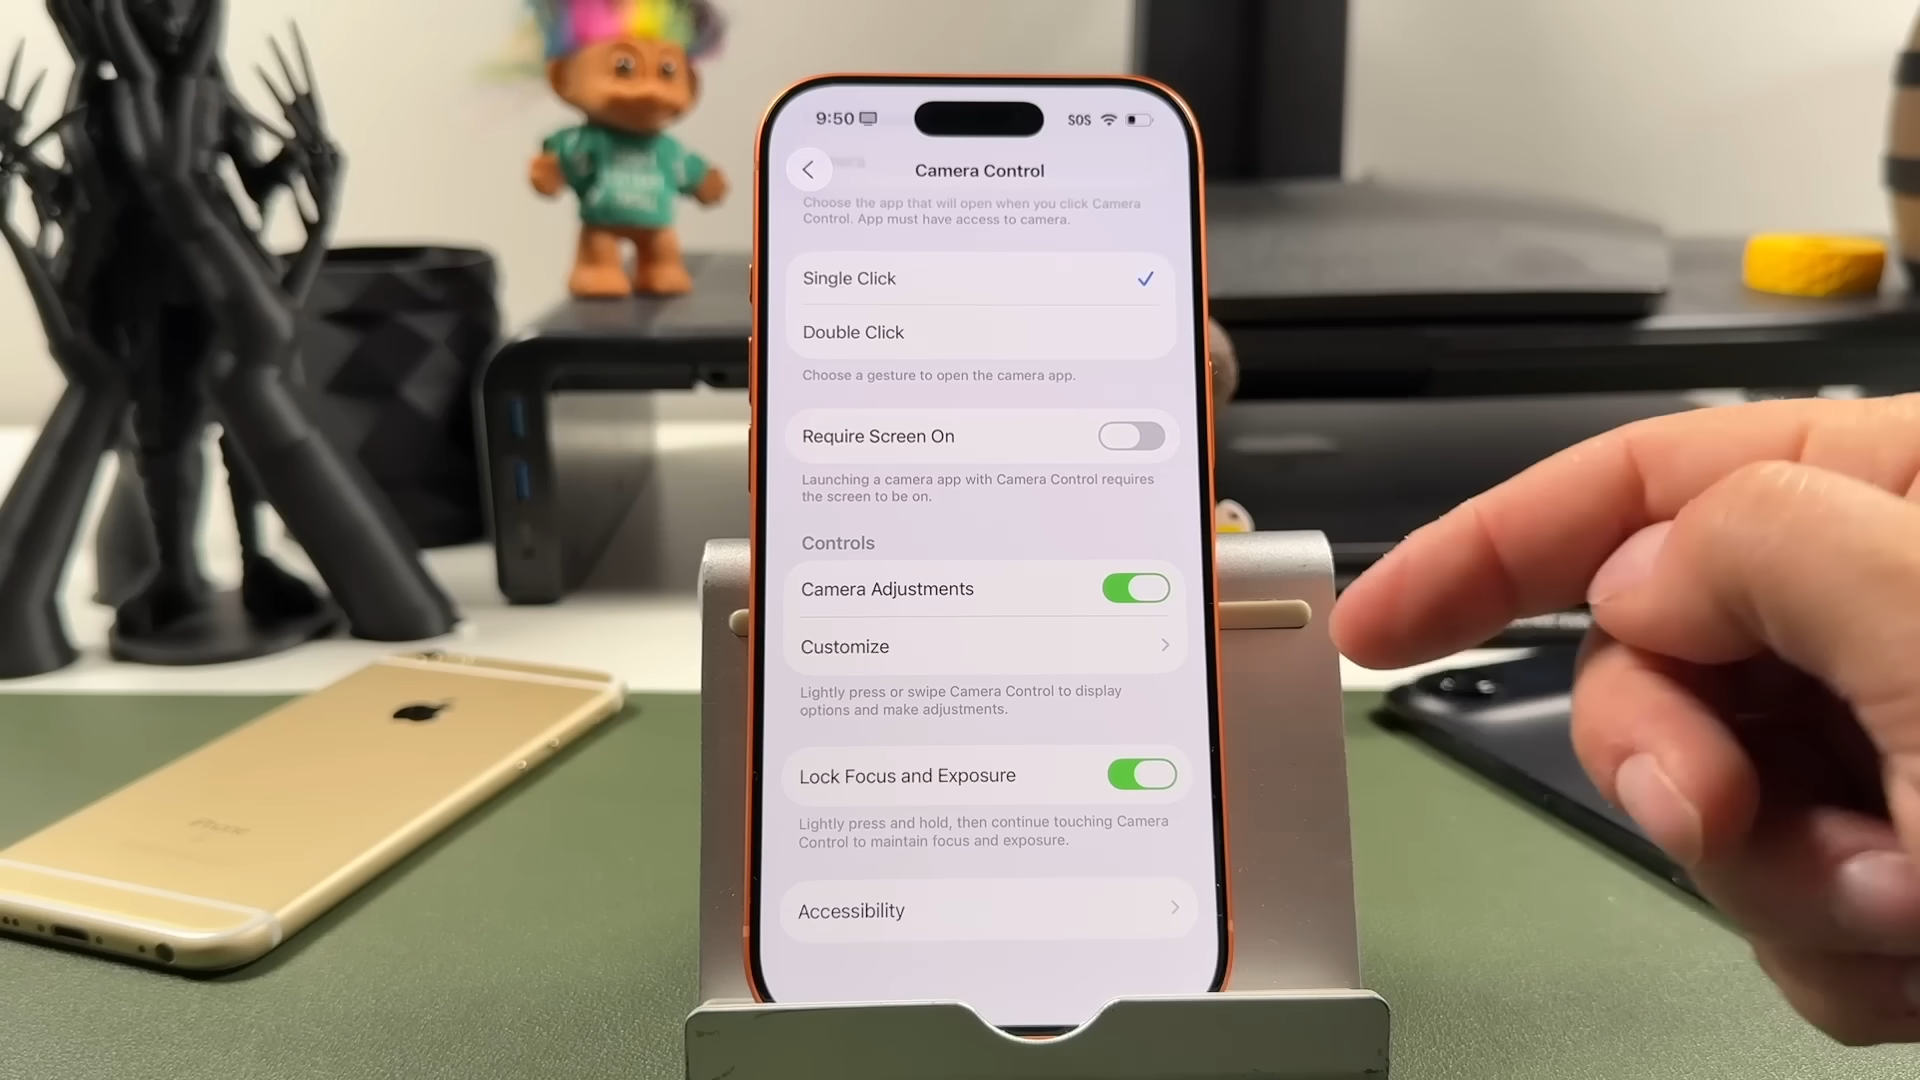 9:50
SOS
Camera Control
Choose the app that will open when you click Camera
Control. App must have access to camera.
Single Click
Double Click
Choose a gesture to open the camera app.
Require Screen On
Launching a camera app with Camera Control requires
the screen to be on.
Controls
Camera Adjustments
Customize
Lightly press or swipe Camera Control to display
options and make adjustments.
Lock Focus and Exposure
Lightly press and hold, then continue touching Camera
Control to maintain focus and exposure.
Accessibility
iPhone